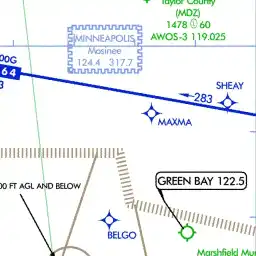 Taylor County
(MDZ)
1478 60
AWOS-3 119.025
00G
MINNEAPOLIS
Mosinee
124.4 317.7
64
3
283
SHEAY
MAXMA
GREEN BAY 122.5
00 FT AGL AND BELOW
BELGO
Marshfield Mu